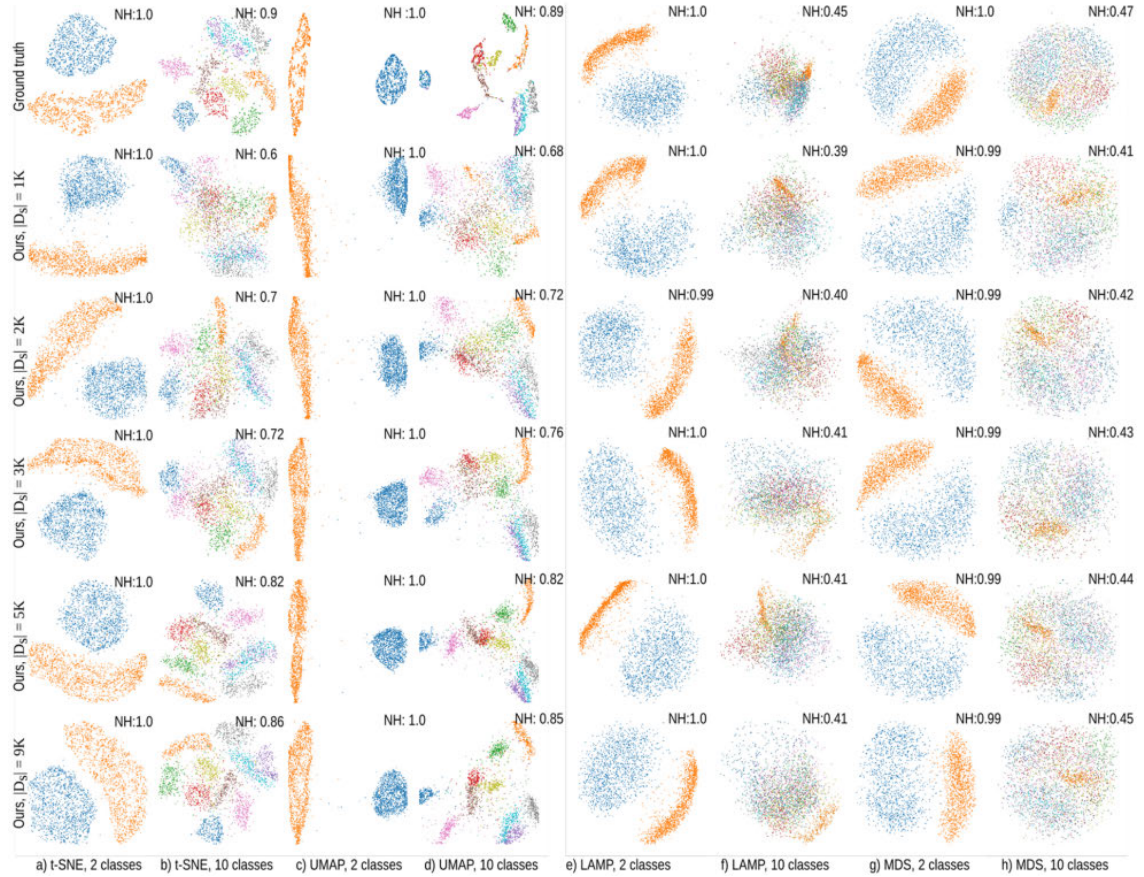 Ground truth
NH:1.0
NH: 0.9
NH :1.0
NH: 0.89
NH:1.0
NH:0.45
NH:1.0
NH:0.47
Ours, |D_S| = 1K
NH:1.0
NH: 0.6
NH: 1.0
NH: 0.68
NH:1.0
NH:0.39
NH:0.99
NH:0.41
Ours, |D_S| = 2K
NH:1.0
NH: 0.7
NH: 1.0
NH: 0.72
NH:0.99
NH:0.40
NH:0.99
NH:0.42
Ours, |D_S| = 3K
NH:1.0
NH: 0.72
NH: 1.0
NH: 0.76
NH:1.0
NH:0.41
NH:0.99
NH:0.43
Ours, |D_S| = 5K
NH:1.0
NH: 0.82
NH: 1.0
NH: 0.82
NH:1.0
NH:0.41
NH:0.99
NH:0.44
Ours, |D_S| = 9K
NH:1.0
NH: 0.86
NH: 1.0
NH: 0.85
NH:1.0
NH:0.41
NH:0.99
NH:0.45
a) t-SNE, 2 classes
b) t-SNE, 10 classes
c) UMAP, 2 classes
d) UMAP, 10 classes
e) LAMP, 2 classes
f) LAMP, 10 classes
g) MDS, 2 classes
h) MDS, 10 classes